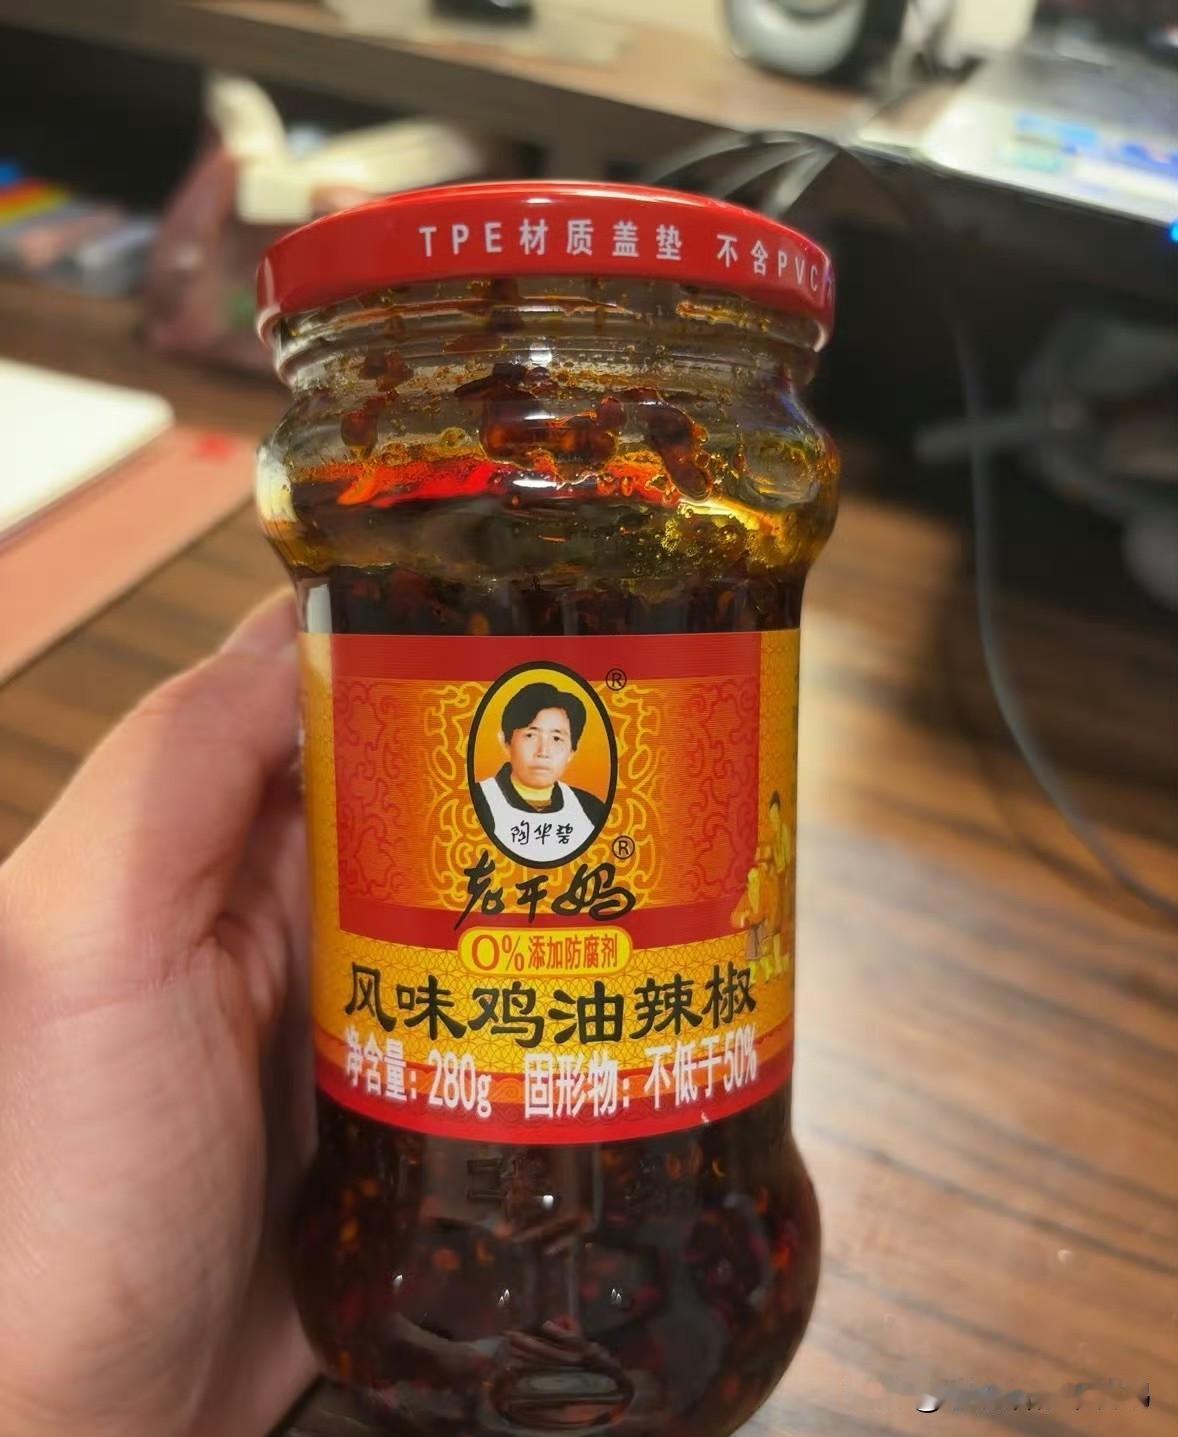 TPE材质盖垫 不含PVC
®
陶华碧
®
老干妈
0%添加防腐剂
风味鸡油辣椒
净含量：280g 固形物：不低于50%